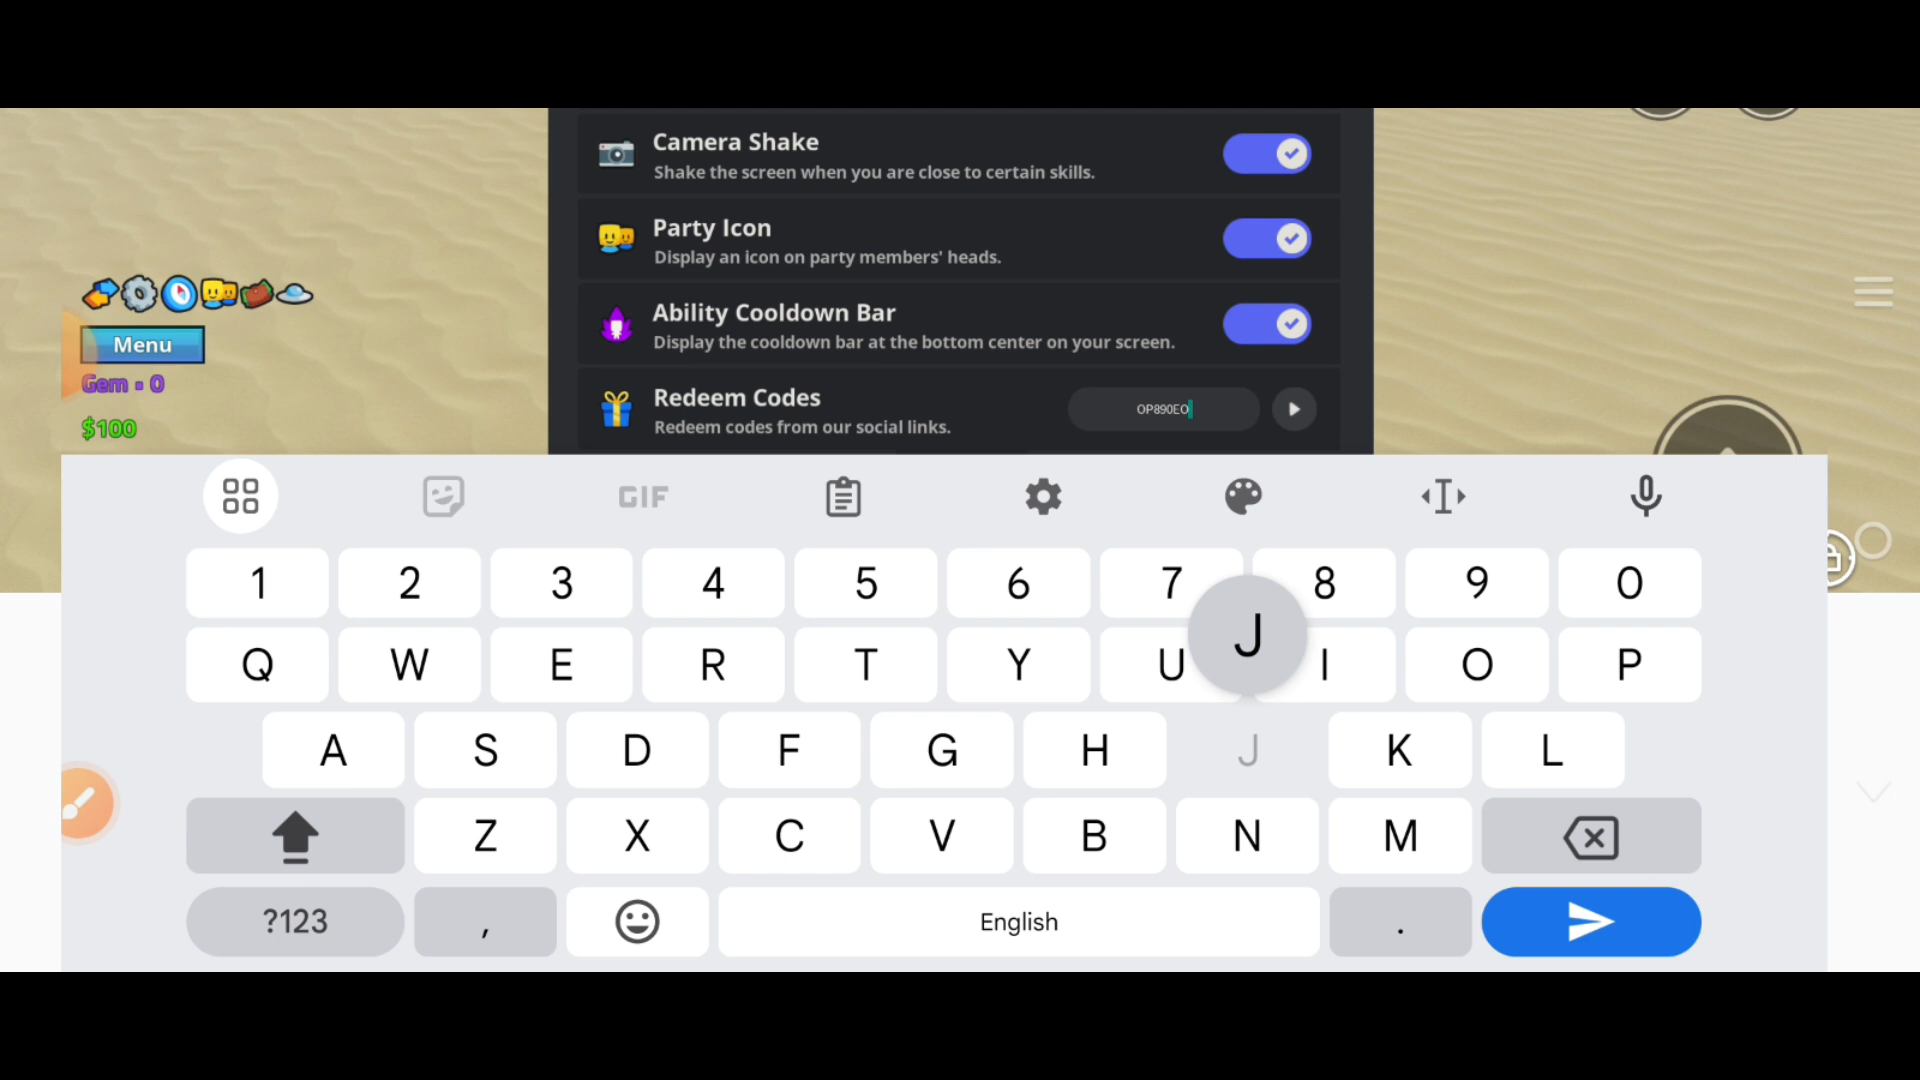 Camera Shake
Shake the screen when you are close to certain skills.
Party Icon
Display an icon on party members' heads.
Ability Cooldown Bar
Display the cooldown bar at the bottom center on your screen.
Redeem Codes
Redeem codes from our social links.
OP890EO
Menu
Gem • 0
$100
GIF
1 2 3 4 5 6 7 8 9 0
J
Q W E R T Y U I O P
A S D F G H J K L
Z X C V B N M
?123 , English .